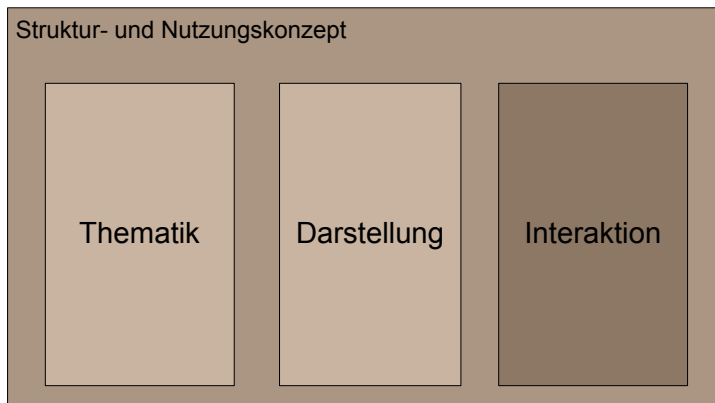 Struktur- und Nutzungskonzept
Thematik
Darstellung
Interaktion